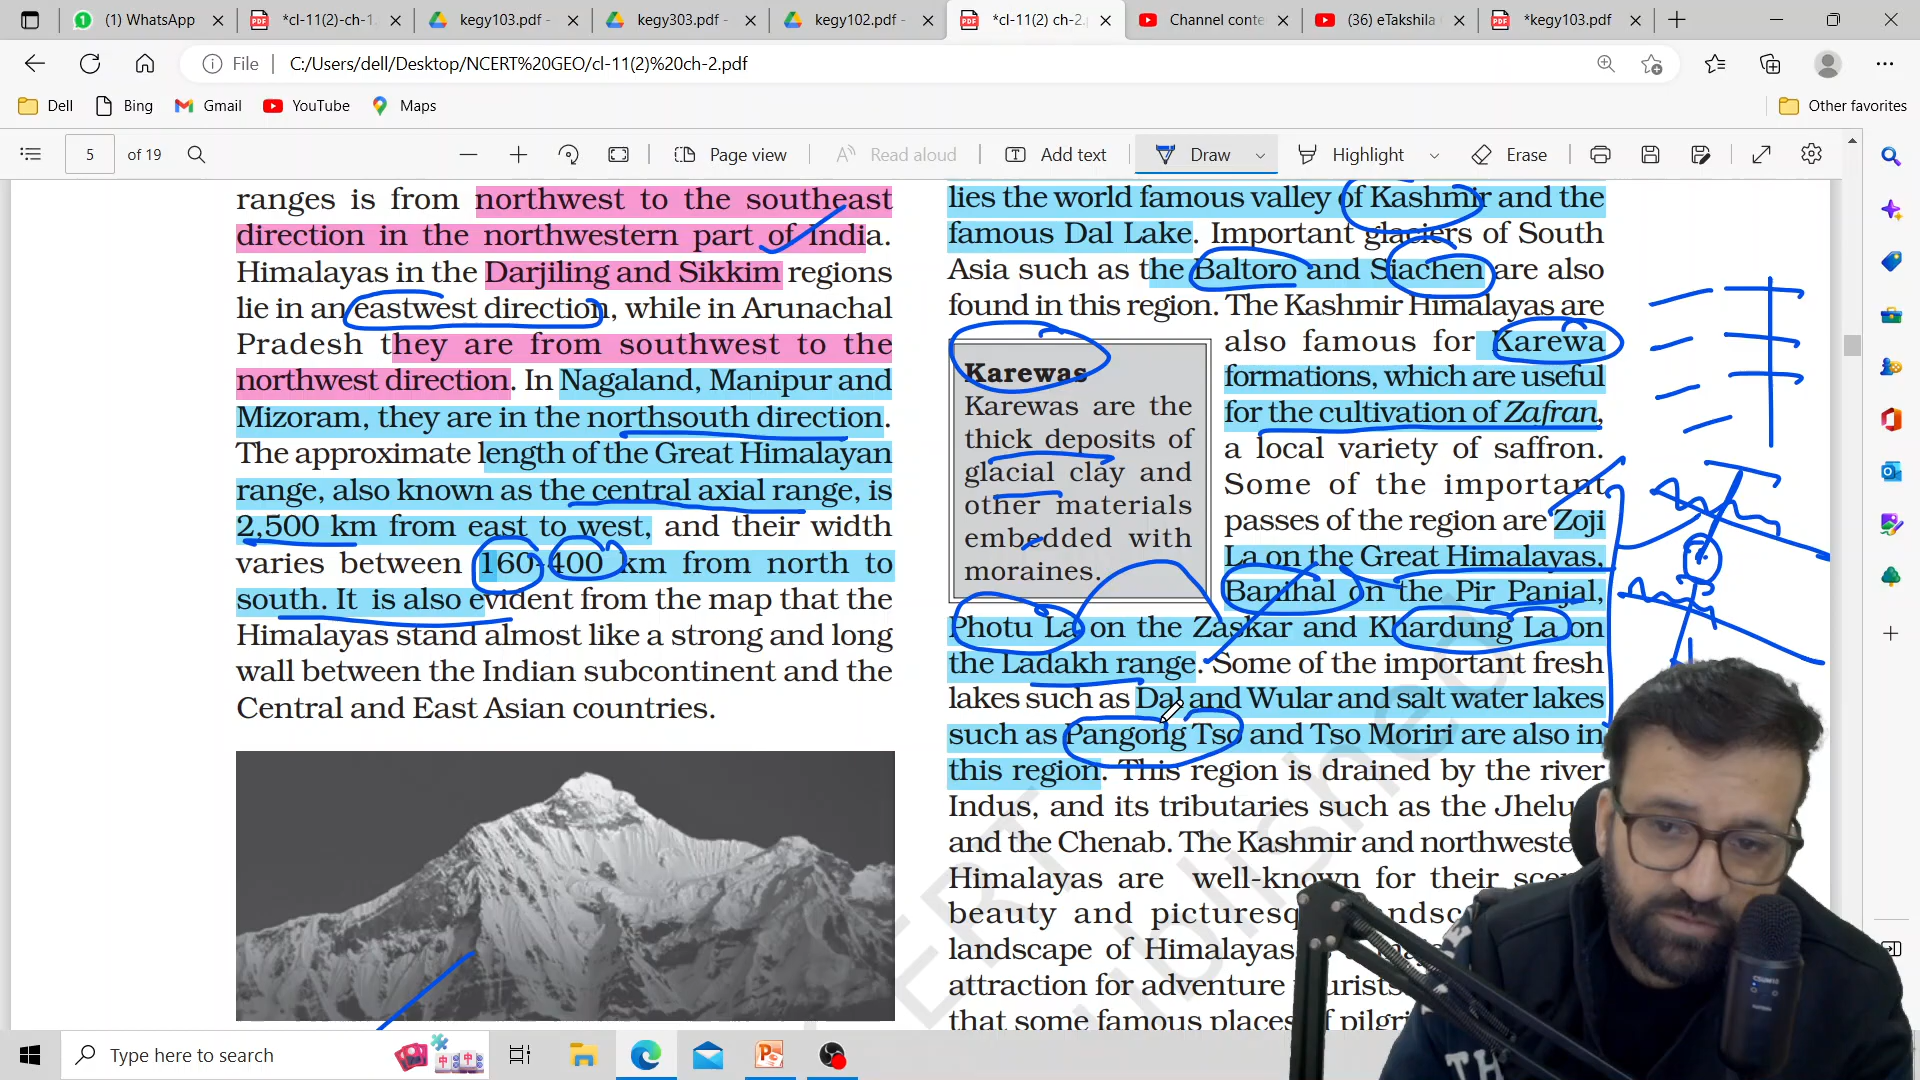 (1) WhatsApp
*cl-11(2)-ch-1.
kegy103.pdf -
kegy303.pdf -
kegy102.pdf -
*cl-11(2) ch-2.
Channel conte
(36) eTakshila
*kegy103.pdf
File
C:/Users/dell/Desktop/NCERT%20GEO/cl-11(2)%20ch-2.pdf
Dell
Bing
Gmail
YouTube
Maps
Other favorites
5
of 19
Page view
Read aloud
Add text
Draw
Highlight
Erase
ranges is from northwest to the southeast
direction in the northwestern part of India.
Himalayas in the Darjiling and Sikkim regions
lie in an eastwest direction, while in Arunachal
Pradesh they are from southwest to the
northwest direction. In Nagaland, Manipur and
Mizoram, they are in the northsouth direction.
The approximate length of the Great Himalayan
range, also known as the central axial range, is
2,500 km from east to west, and their width
varies between 160-400 km from north to
south. It is also evident from the map that the
Himalayas stand almost like a strong and long
wall between the Indian subcontinent and the
Central and East Asian countries.
lies the world famous valley of Kashmir and the
famous Dal Lake. Important glaciers of South
Asia such as the Baltoro and Siachen are also
found in this region. The Kashmir Himalayas are
also famous for Karewa
formations, which are useful
for the cultivation of Zafran,
a local variety of saffron.
Some of the important
passes of the region are Zoji
La on the Great Himalayas,
Banihal on the Pir Panjal,
Photu La on the Zaskar and Khardung La on
the Ladakh range. Some of the important fresh
lakes such as Dal and Wular and salt water lakes
such as Pangong Tso and Tso Moriri are also in
this region. This region is drained by the river
Indus, and its tributaries such as the
and the Chenab. The Kashmir and
Himalayas are well-known for their
beauty and
landscape of Himalayas
attraction for adventure
that some famous places of
Karewas
Karewas are the
thick deposits of
glacial clay and
other materials
embedded with
moraines.
Type here to search
TH